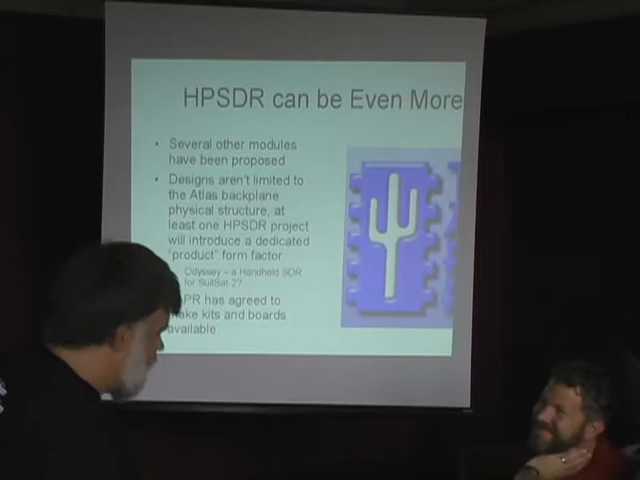 HPSDR can be Even More
• Several other modules
have been proposed
• Designs aren't limited to
the Atlas backplane
physical structure, at
least one HPSDR project
will introduce a dedicated
"product" form factor
Odyssey – a Handheld SDR
for SuitSat-2?
PR has agreed to
ake kits and boards
available